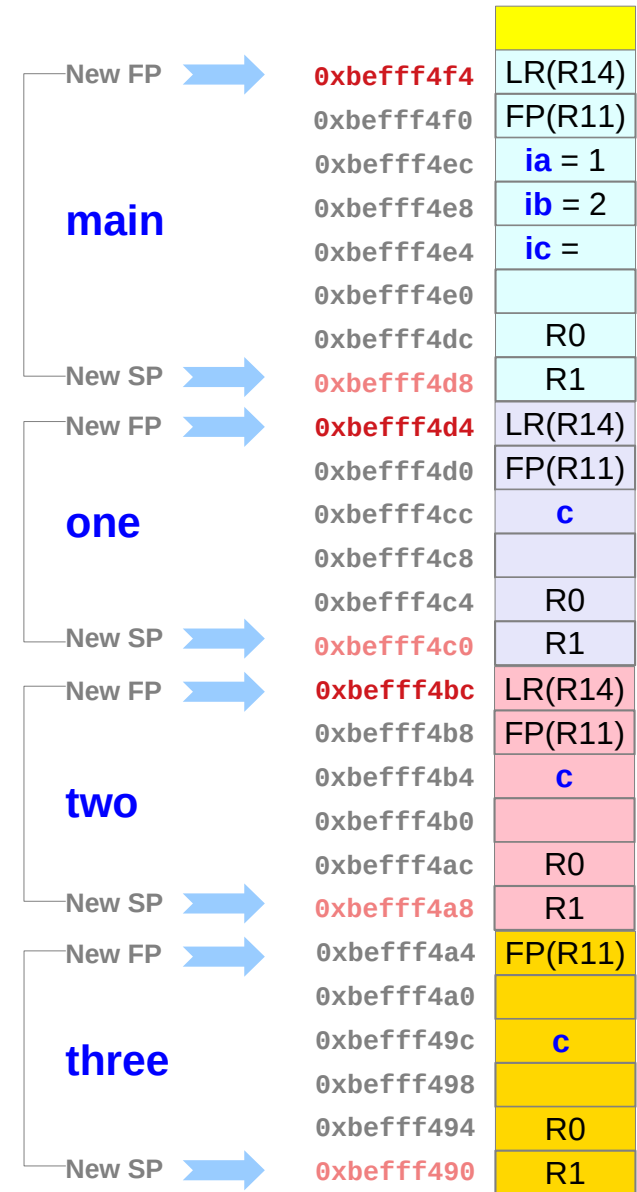 New FP 0xbefff4f4 LR(R14)
0xbefff4f0 FP(R11)
0xbefff4ec ia = 1
main 0xbefff4e8 ib = 2
0xbefff4e4 ic =
0xbefff4e0
0xbefff4dc R0
New SP 0xbefff4d8 R1
New FP 0xbefff4d4 LR(R14)
0xbefff4d0 FP(R11)
one 0xbefff4cc c
0xbefff4c8
0xbefff4c4 R0
New SP 0xbefff4c0 R1
New FP 0xbefff4bc LR(R14)
0xbefff4b8 FP(R11)
0xbefff4b4 c
two 0xbefff4b0
0xbefff4ac R0
New SP 0xbefff4a8 R1
New FP 0xbefff4a4 FP(R11)
0xbefff4a0
three 0xbefff49c c
0xbefff498
0xbefff494 R0
New SP 0xbefff490 R1